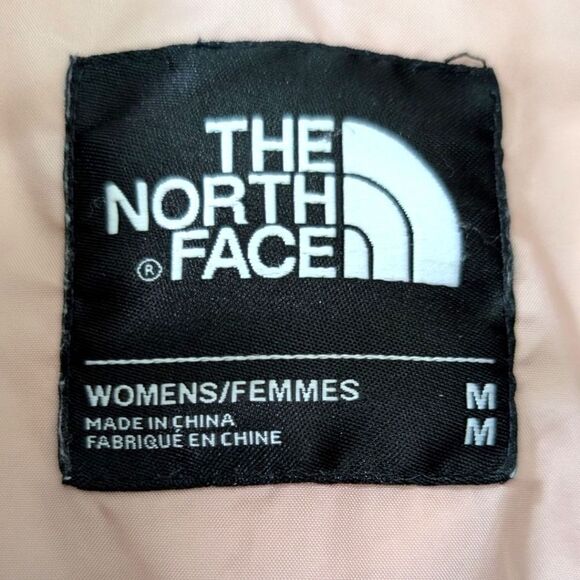 THE
NORTH
® FACE
WOMENS/FEMMES M
MADE IN CHINA
FABRIQUÉ EN CHINE M